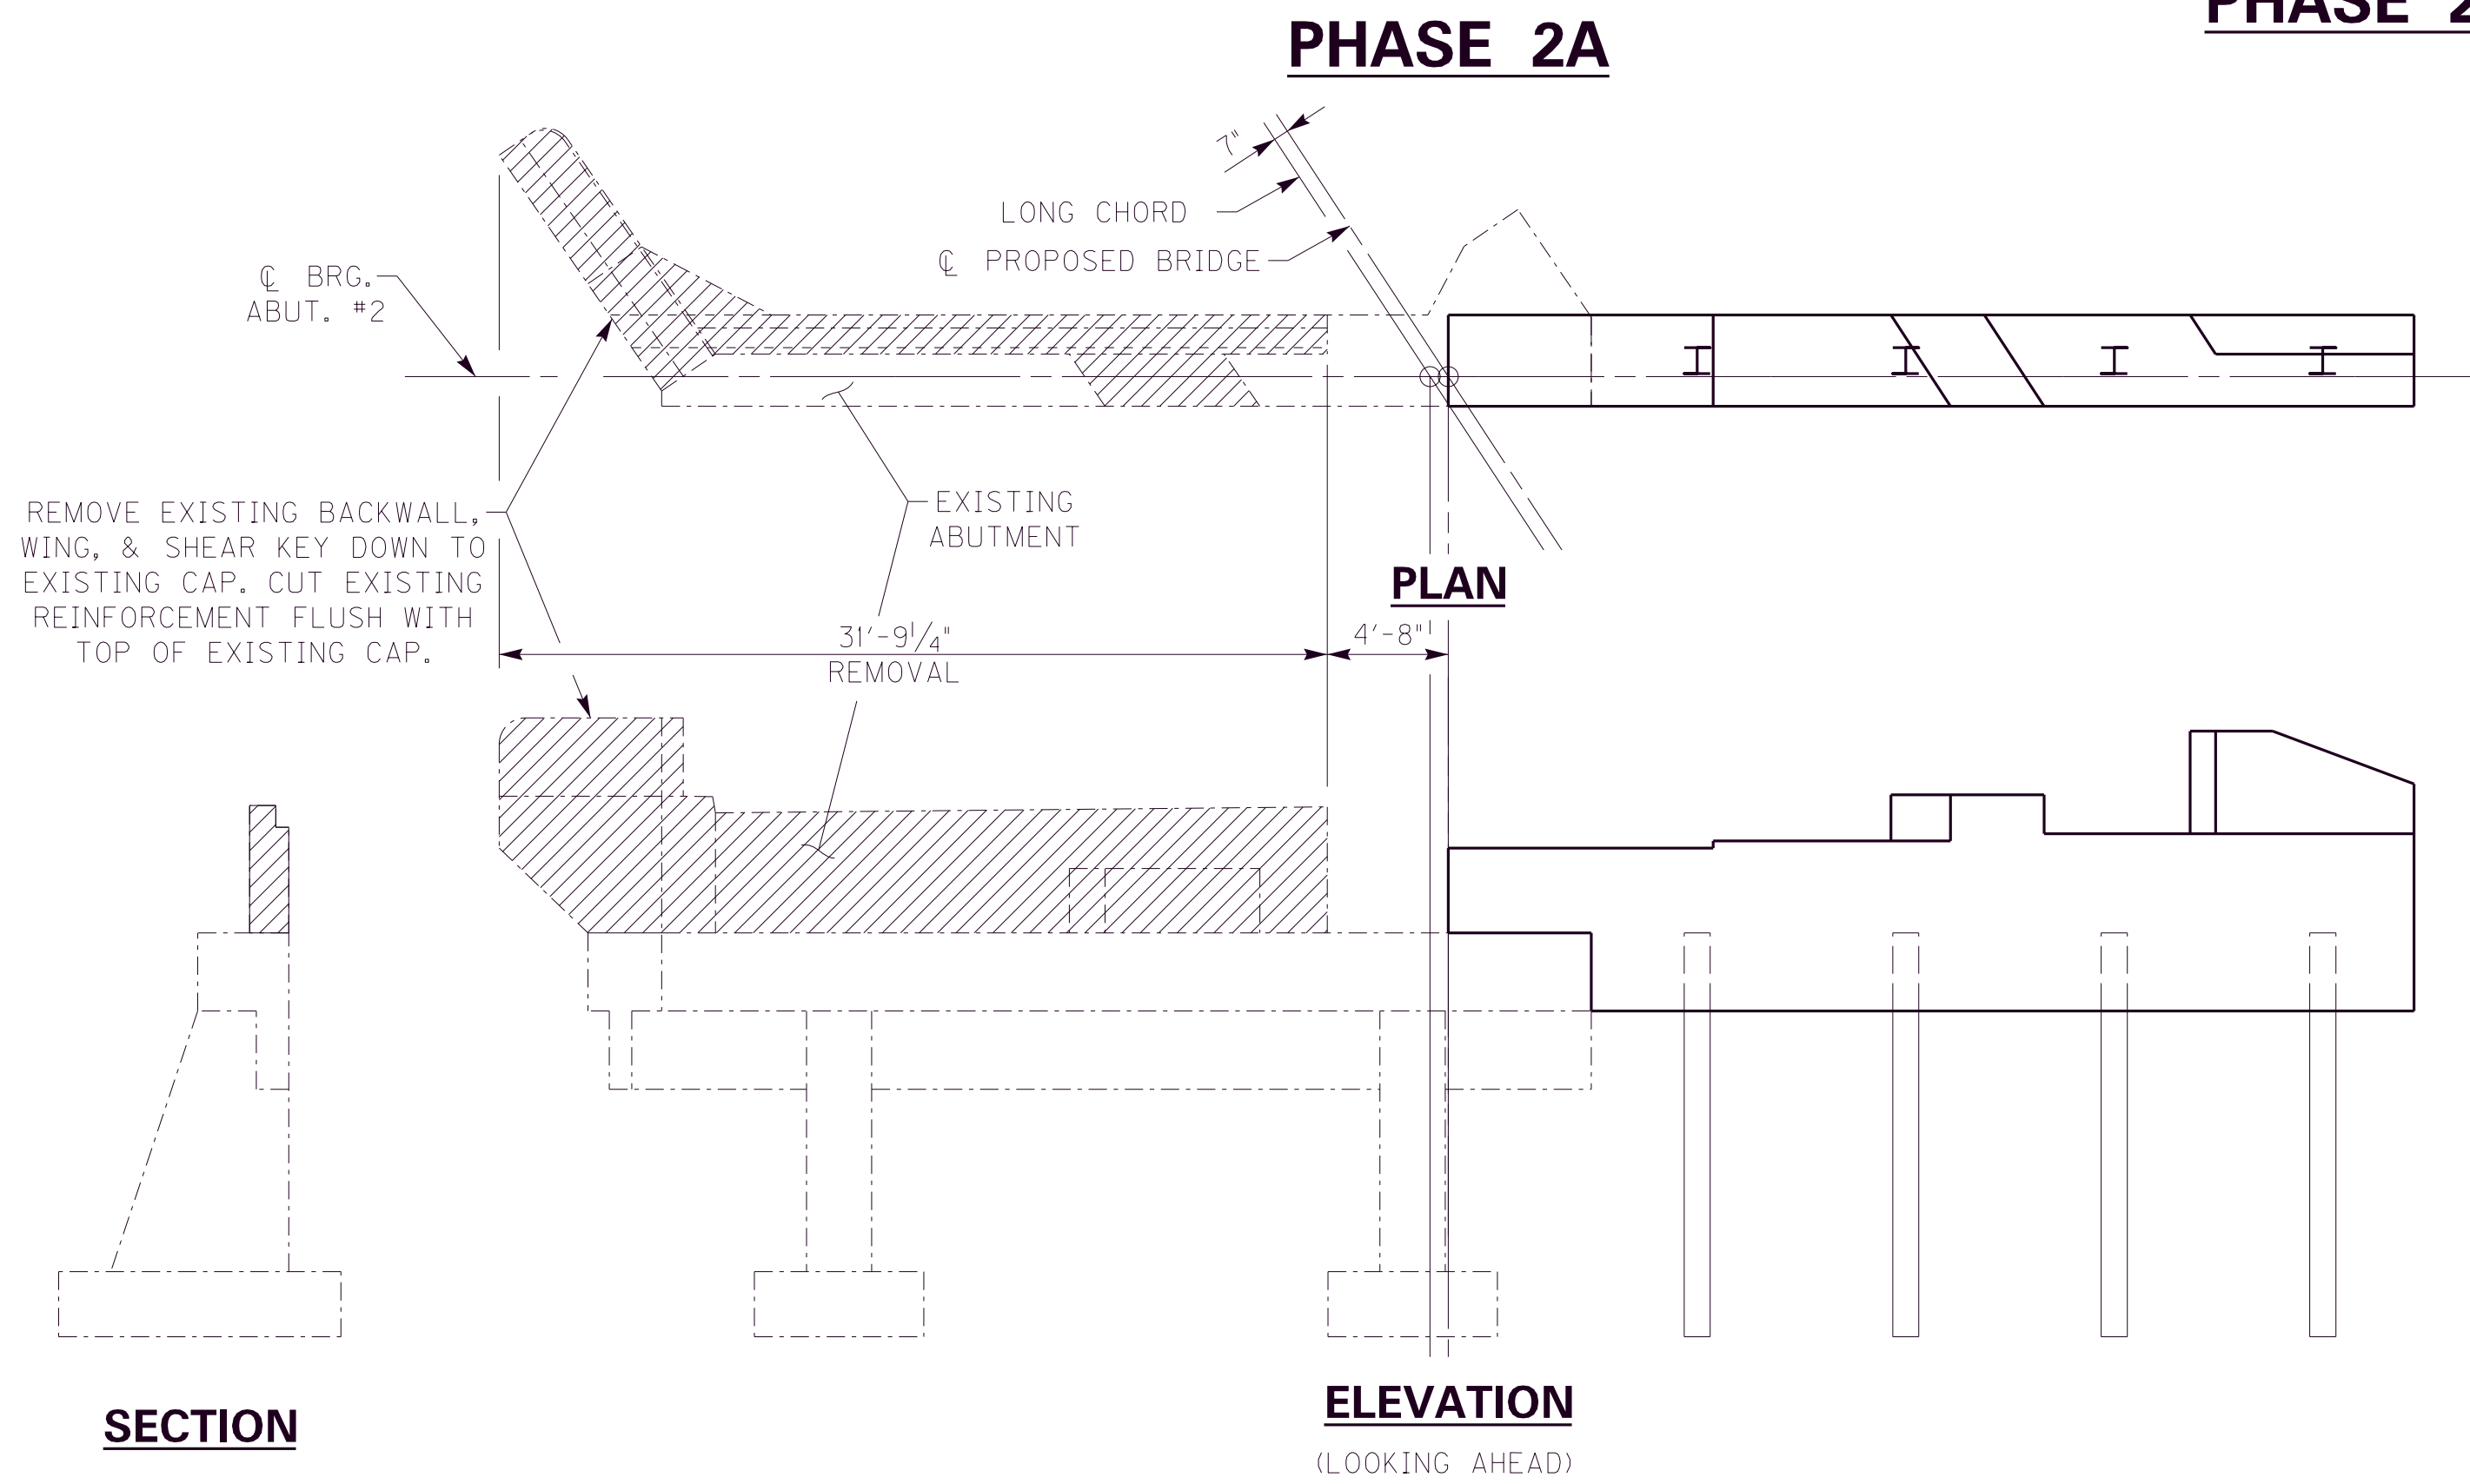 PHASE 2A
PHASE 2
7"
LONG CHORD
℄ PROPOSED BRIDGE
℄ BRG.
ABUT. #2
REMOVE EXISTING BACKWALL,
WING, & SHEAR KEY DOWN TO
EXISTING CAP. CUT EXISTING
REINFORCEMENT FLUSH WITH
TOP OF EXISTING CAP.
EXISTING
ABUTMENT
PLAN
31'-9 1/4"
REMOVAL
4'-8"
SECTION
ELEVATION
(LOOKING AHEAD)